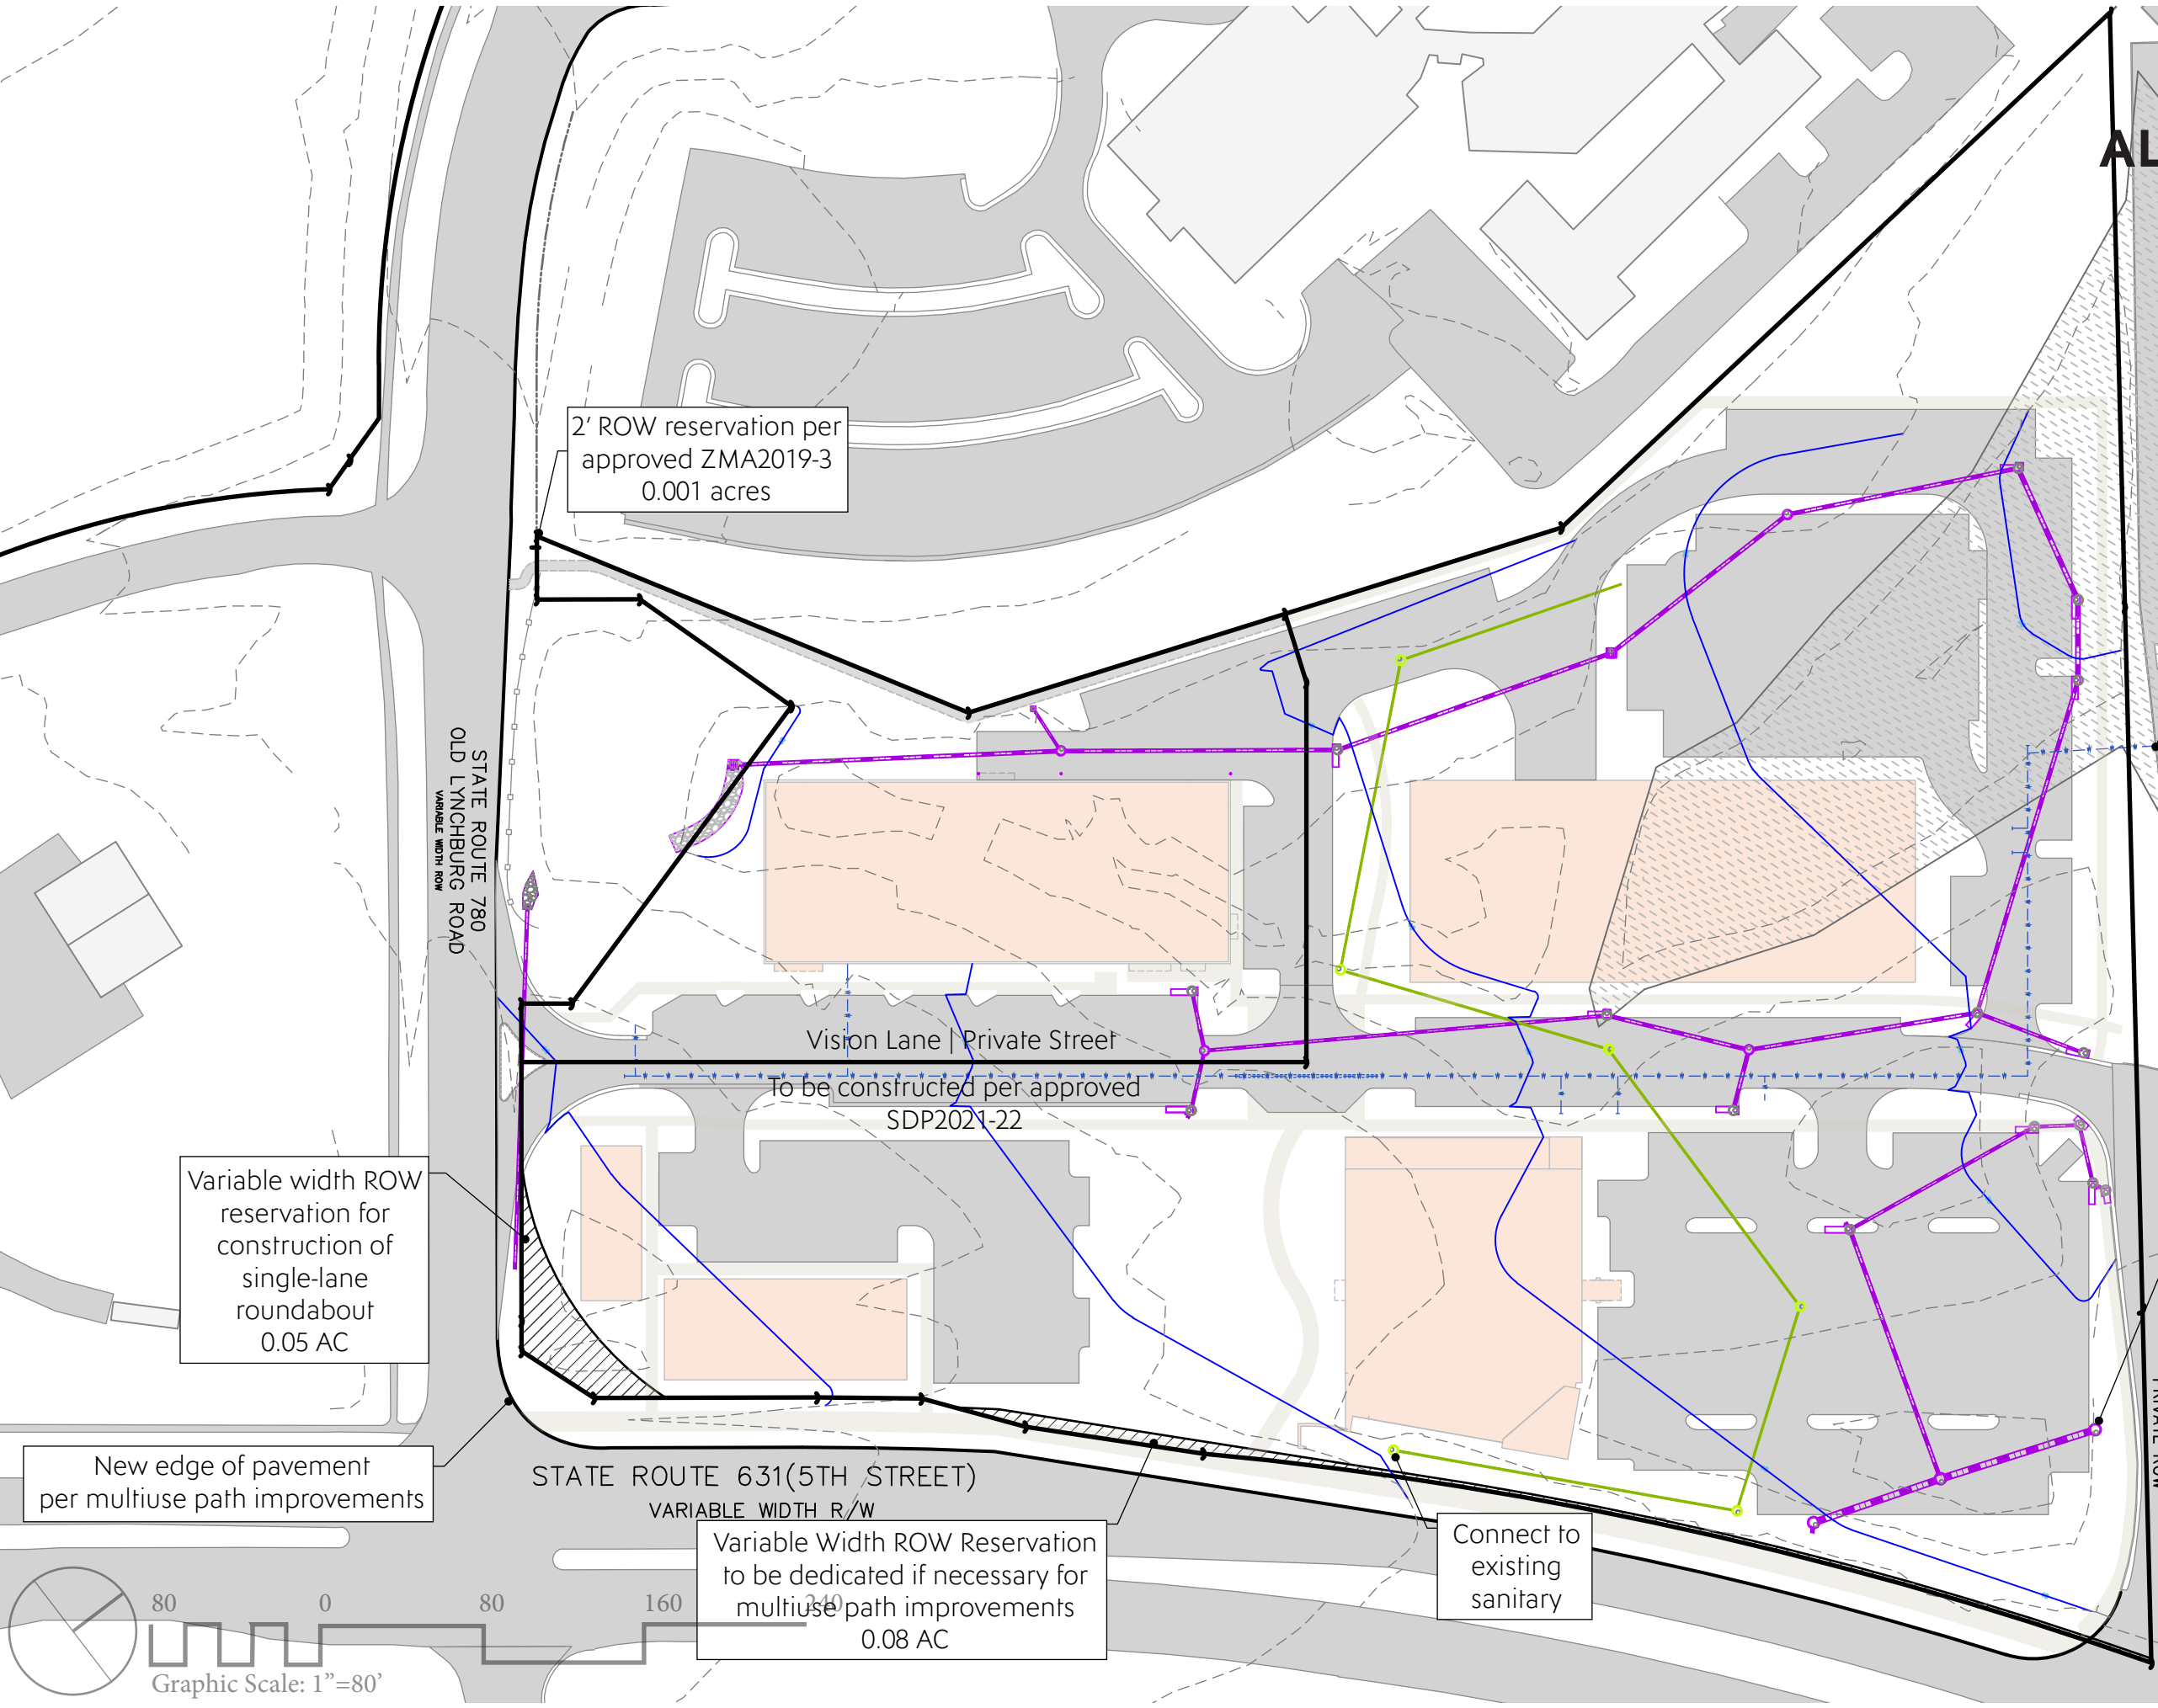 AL
2' ROW reservation per
approved ZMA2019-3
0.001 acres
STATE ROUTE 780
OLD LYNCHBURG ROAD
VARIABLE WIDTH ROW
Vision Lane | Private Street
To be constructed per approved
SDP2021-22
Variable width ROW
reservation for
construction of
single-lane
roundabout
0.05 AC
New edge of pavement
per multiuse path improvements
STATE ROUTE 631(5TH STREET)
VARIABLE WIDTH R/W
Variable Width ROW Reservation
to be dedicated if necessary for
multiuse path improvements
0.08 AC
Connect to
existing
sanitary
PRIVATE ROW
80 0 80 160 240
Graphic Scale: 1”=80’